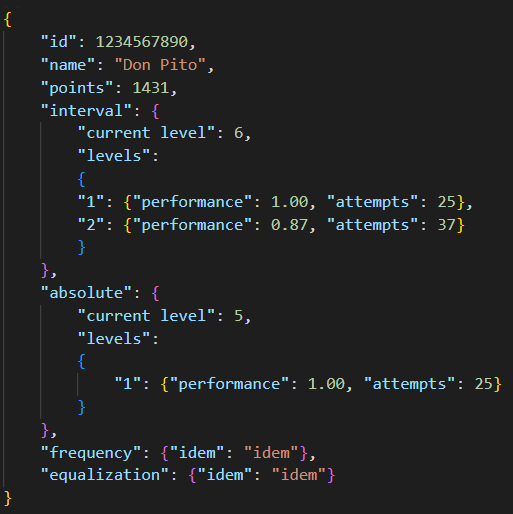 {
    "id": 1234567890,
    "name": "Don Pito",
    "points": 1431,
    "interval": {
        "current level": 6,
        "levels":
        {
        "1": {"performance": 1.00, "attempts": 25},
        "2": {"performance": 0.87, "attempts": 37}
        }
    },
    "absolute": {
        "current level": 5,
        "levels":
        {
            "1": {"performance": 1.00, "attempts": 25}
        }
    },
    "frequency": {"idem": "idem"},
    "equalization": {"idem": "idem"}
}